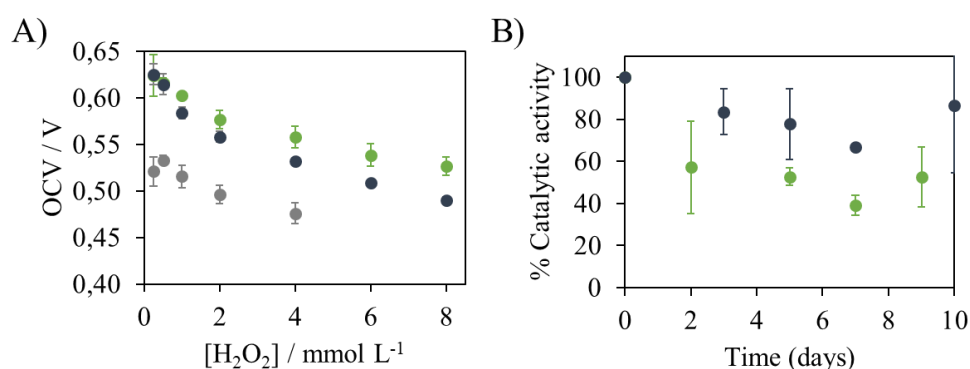 A)
OCV / V
0,65
0,60
0,55
0,50
0,45
0,40
0 2 4 6 8
[H₂O₂] / mmol L⁻¹
B)
% Catalytic activity
100
80
60
40
20
0
0 2 4 6 8 10
Time (days)